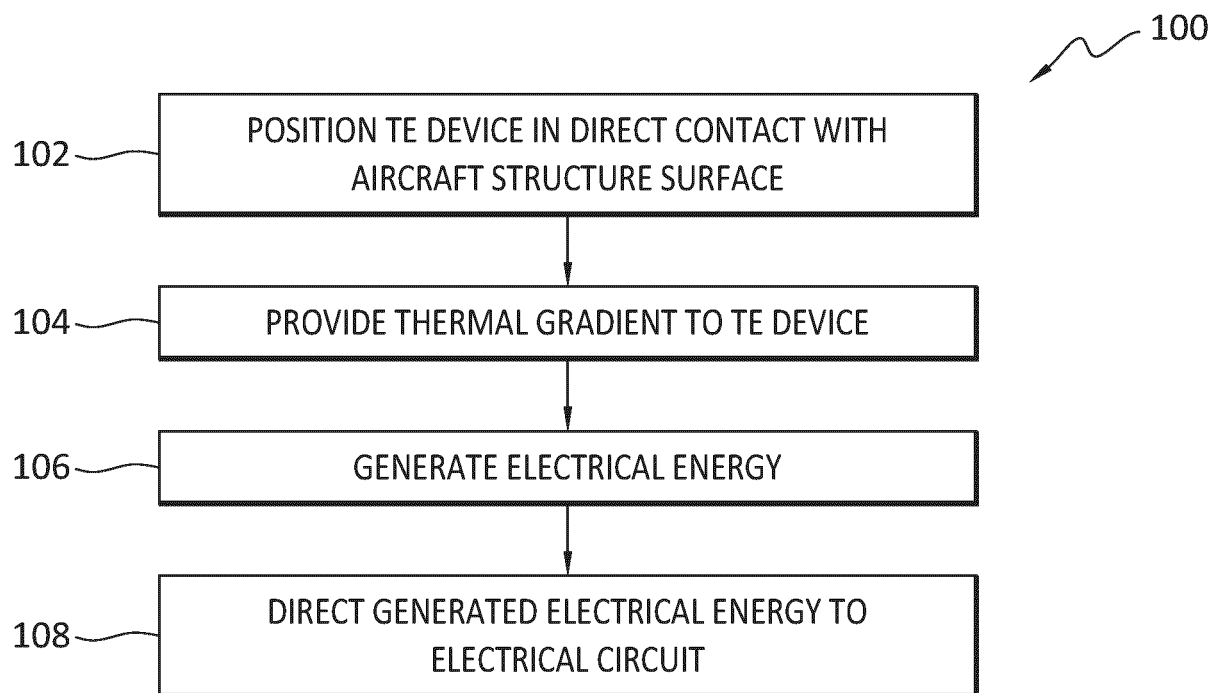 100
102
POSITION TE DEVICE IN DIRECT CONTACT WITH
AIRCRAFT STRUCTURE SURFACE
104
PROVIDE THERMAL GRADIENT TO TE DEVICE
106
GENERATE ELECTRICAL ENERGY
108
DIRECT GENERATED ELECTRICAL ENERGY TO
ELECTRICAL CIRCUIT